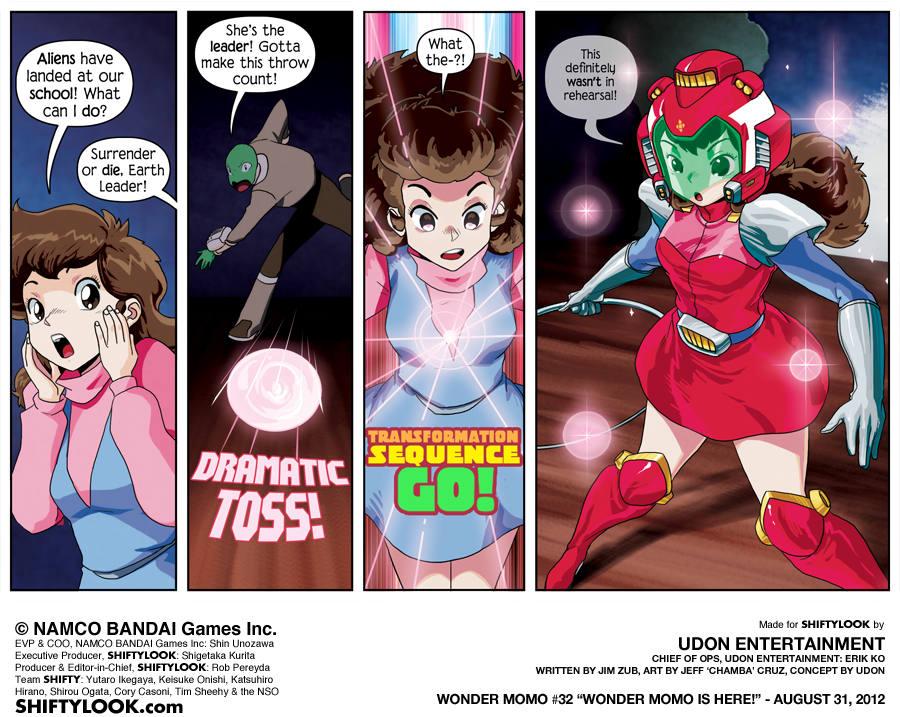 Aliens have
landed at our
school! What
can I do?
Surrender
or die, Earth
Leader!
She's the
leader! Gotta
make this throw
count!
DRAMATIC
TOSS!
What
the-?!
TRANSFORMATION
SEQUENCE
GO!
This
definitely
wasn't in
rehearsal!
© NAMCO BANDAI Games Inc.
EVP & COO, NAMCO BANDAI Games Inc: Shin Unozawa
Executive Producer, SHIFTYLOOK: Shigetaka Kurita
Producer & Editor-in-Chief, SHIFTYLOOK: Rob Pereyda
Team SHIFTY: Yutaro Ikegaya, Keisuke Onishi, Katsuhiro
Hirano, Shirou Ogata, Cory Casoni, Tim Sheehy & the NSO
SHIFTYLOOK.com
Made for SHIFTYLOOK by
UDON ENTERTAINMENT
CHIEF OF OPS, UDON ENTERTAINMENT: ERIK KO
WRITTEN BY JIM ZUB, ART BY JEFF 'CHAMBA' CRUZ, CONCEPT BY UDON
WONDER MOMO #32 "WONDER MOMO IS HERE!" - AUGUST 31, 2012